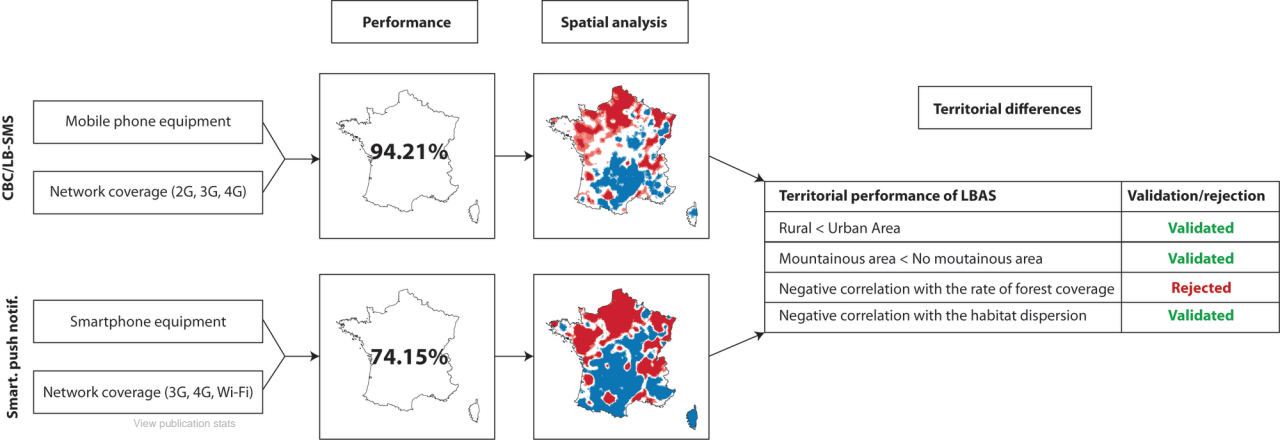 Performance
Spatial analysis
Territorial differences
CBC/LB-SMS
Mobile phone equipment
Network coverage (2G, 3G, 4G)
94.21%
Smart. push notif.
Smartphone equipment
Network coverage (3G, 4G, Wi-Fi)
74.15%
Territorial performance of LBAS Validation/rejection
Rural < Urban Area Validated
Mountainous area < No moutainous area Validated
Negative correlation with the rate of forest coverage Rejected
Negative correlation with the habitat dispersion Validated
View publication stats